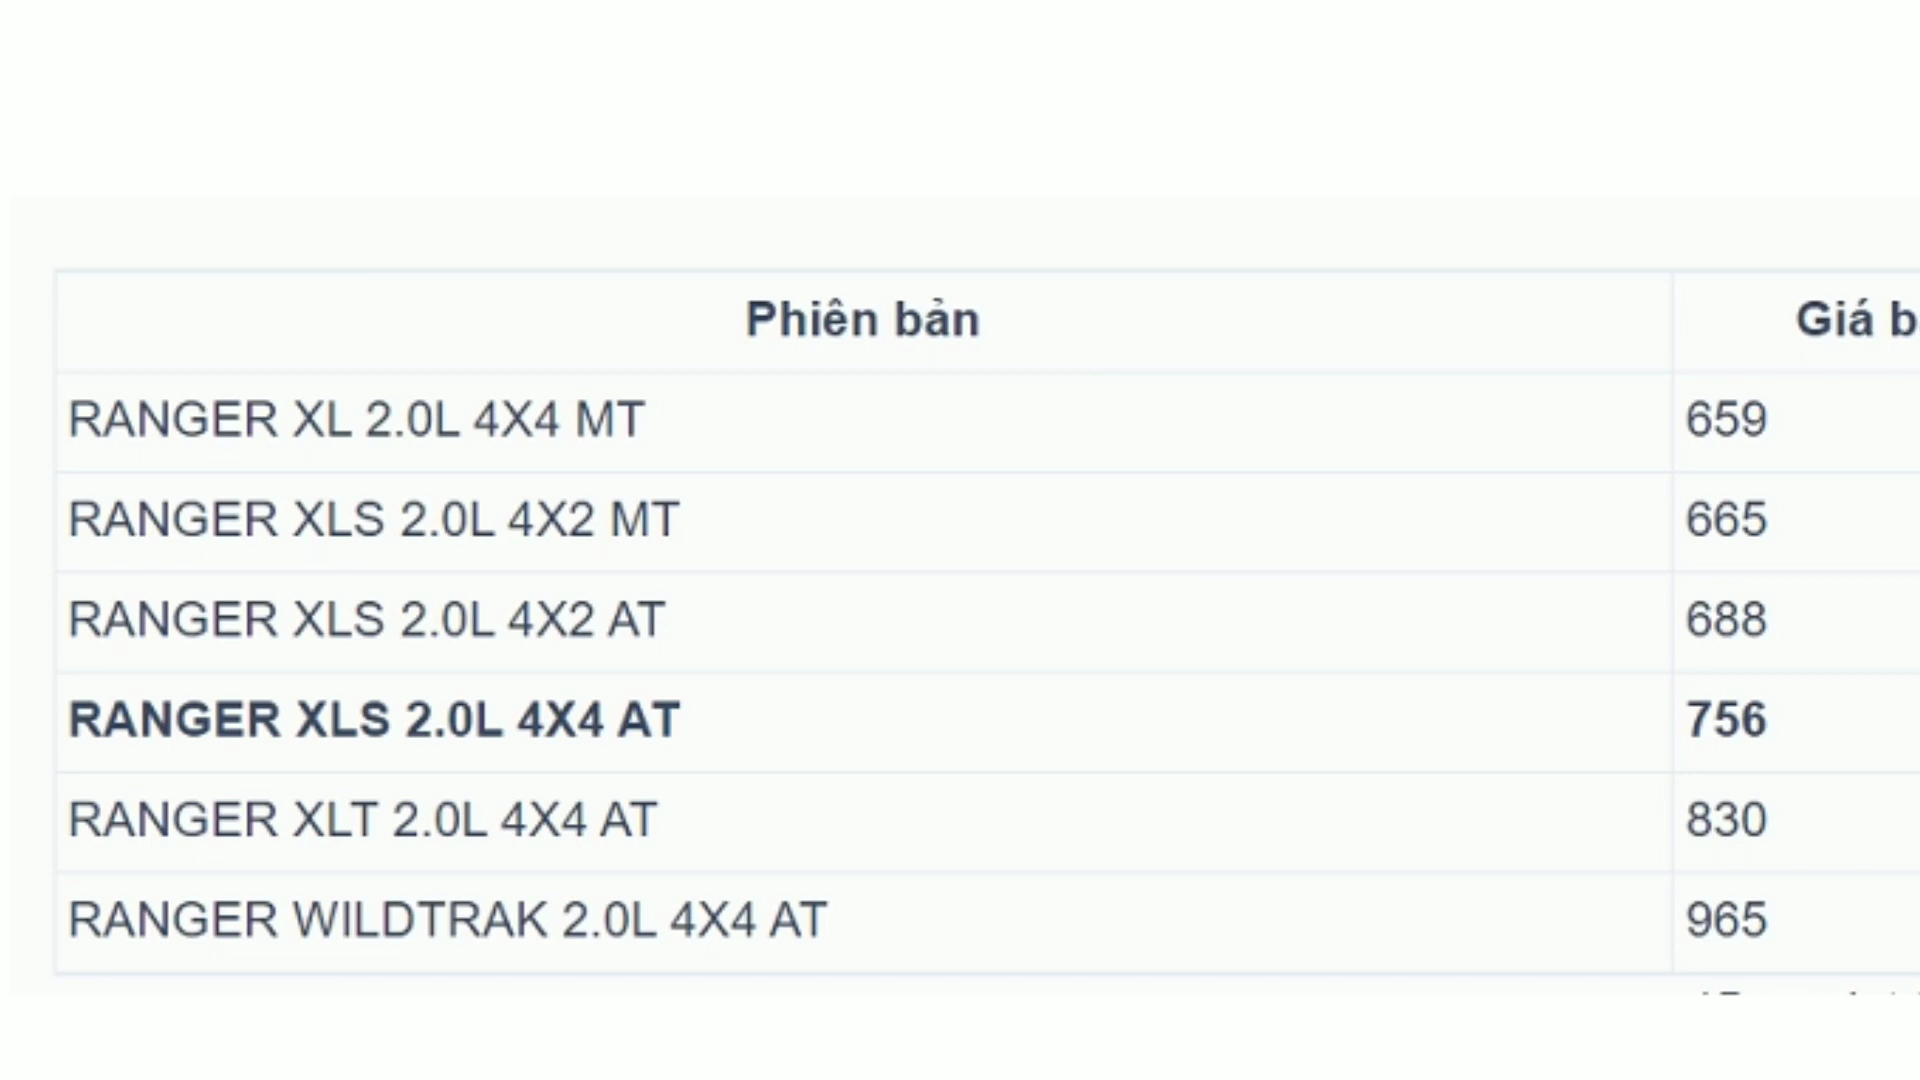 Phiên bản Giá b
RANGER XL 2.0L 4X4 MT 659
RANGER XLS 2.0L 4X2 MT 665
RANGER XLS 2.0L 4X2 AT 688
RANGER XLS 2.0L 4X4 AT 756
RANGER XLT 2.0L 4X4 AT 830
RANGER WILDTRAK 2.0L 4X4 AT 965